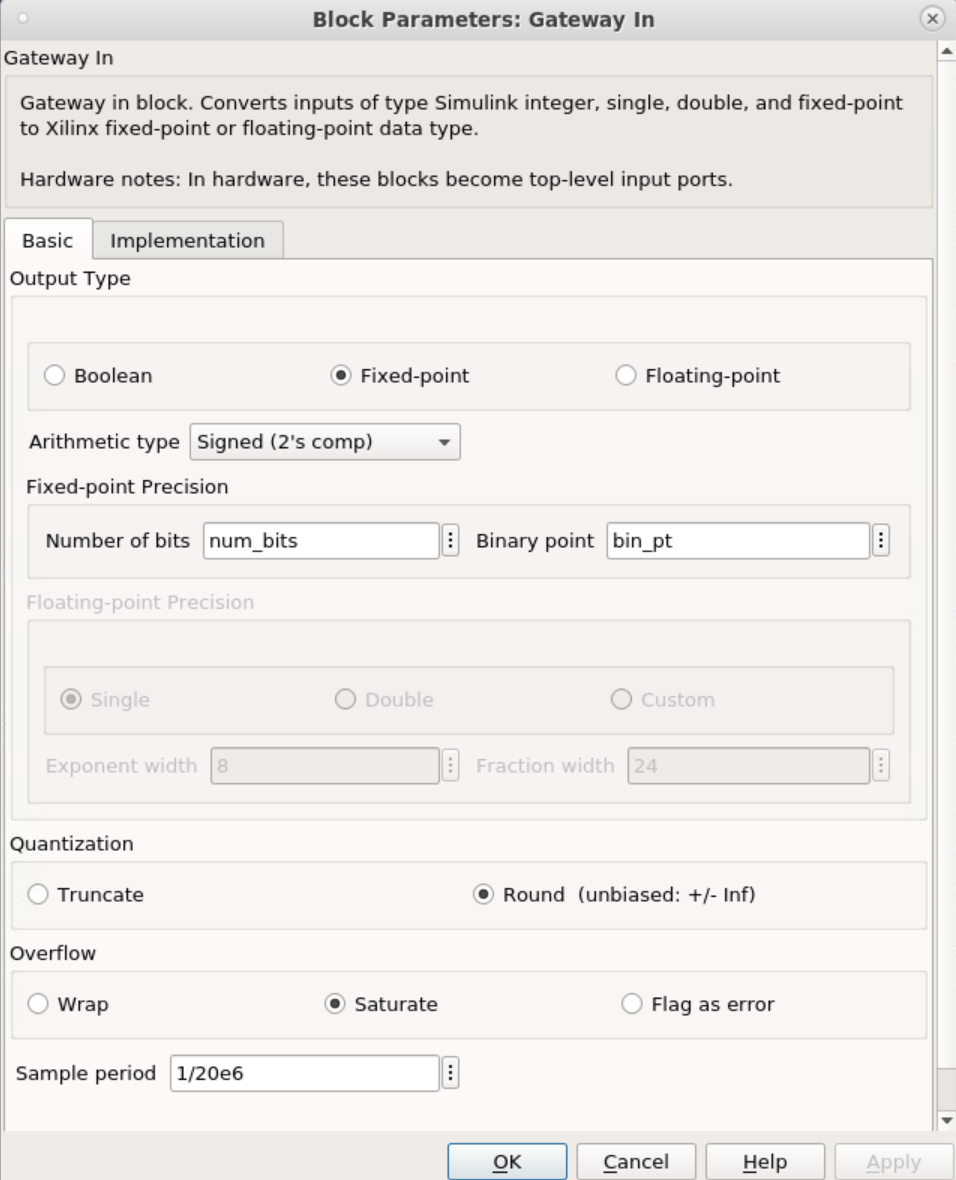 Block Parameters: Gateway In
Gateway In
Gateway in block. Converts inputs of type Simulink integer, single, double, and fixed-point
to Xilinx fixed-point or floating-point data type.
Hardware notes: In hardware, these blocks become top-level input ports.
Basic Implementation
Output Type
Boolean Fixed-point Floating-point
Arithmetic type Signed (2's comp)
Fixed-point Precision
Number of bits num_bits Binary point bin_pt
Floating-point Precision
Single Double Custom
Exponent width 8 Fraction width 24
Quantization
Truncate Round (unbiased: +/- Inf)
Overflow
Wrap Saturate Flag as error
Sample period 1/20e6
OK Cancel Help Apply